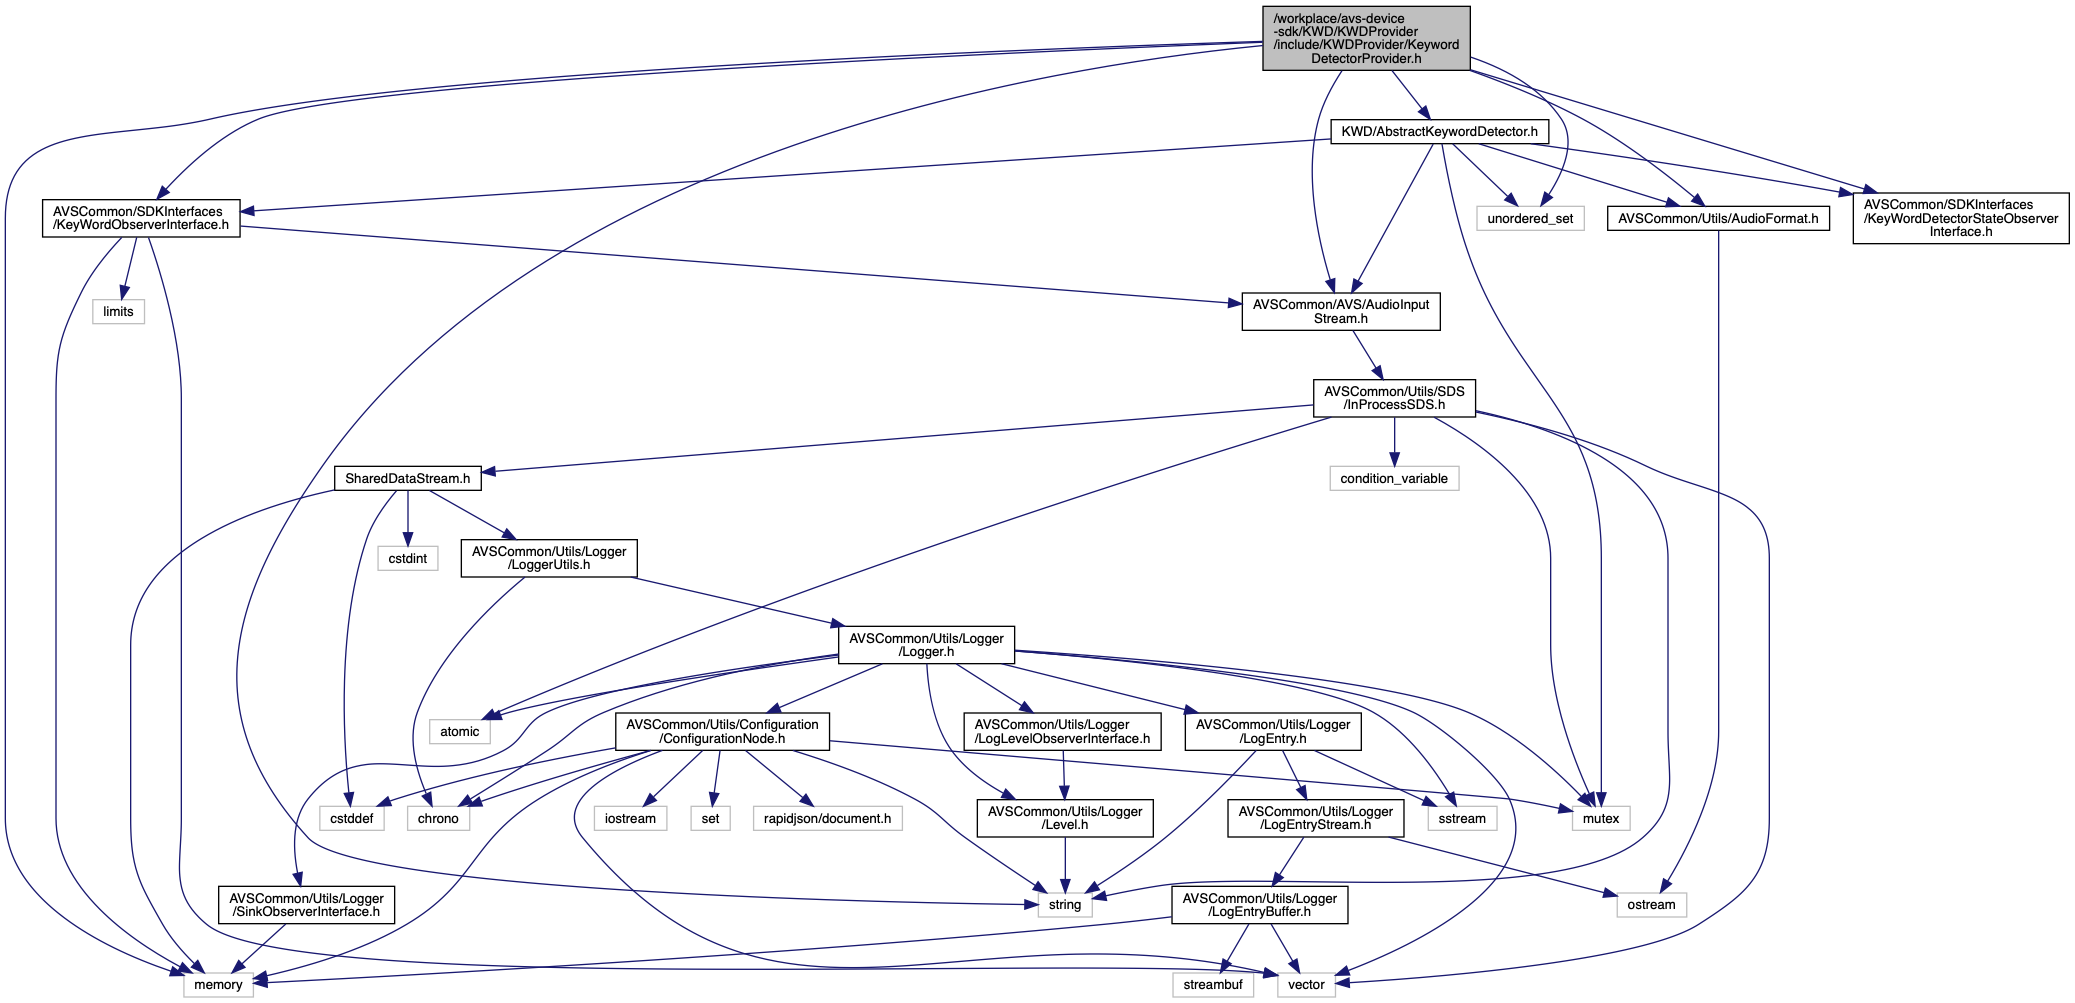 /workplace/avs-device
-sdk/KWD/KWDProvider
/include/KWDProvider/Keyword
DetectorProvider.h
KWD/AbstractKeywordDetector.h
AVSCommon/SDKInterfaces
/KeyWordObserverInterface.h
unordered_set
AVSCommon/Utils/AudioFormat.h
AVSCommon/SDKInterfaces
/KeyWordDetectorStateObserver
Interface.h
limits
AVSCommon/AVS/AudioInput
Stream.h
AVSCommon/Utils/SDS
/InProcessSDS.h
SharedDataStream.h
condition_variable
cstdint
AVSCommon/Utils/Logger
/LoggerUtils.h
AVSCommon/Utils/Logger
/Logger.h
atomic
AVSCommon/Utils/Configuration
/ConfigurationNode.h
AVSCommon/Utils/Logger
/LogLevelObserverInterface.h
AVSCommon/Utils/Logger
/LogEntry.h
cstddef
chrono
iostream
set
rapidjson/document.h
AVSCommon/Utils/Logger
/Level.h
AVSCommon/Utils/Logger
/LogEntryStream.h
sstream
mutex
AVSCommon/Utils/Logger
/SinkObserverInterface.h
string
AVSCommon/Utils/Logger
/LogEntryBuffer.h
ostream
memory
streambuf
vector